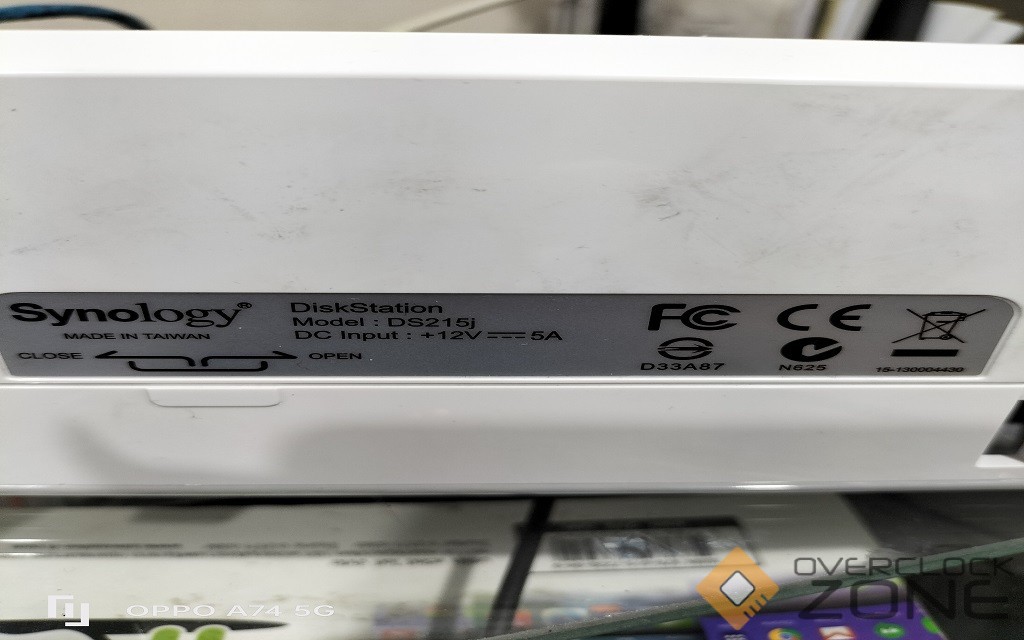 Synology®
MADE IN TAIWAN
CLOSE
OPEN
DiskStation
Model : DS215j
DC Input : +12V ⎓ 5A
FC CE
D33A87
N625
15-130004430
OPPO A74 5G
OVERCLOCK
ZONE